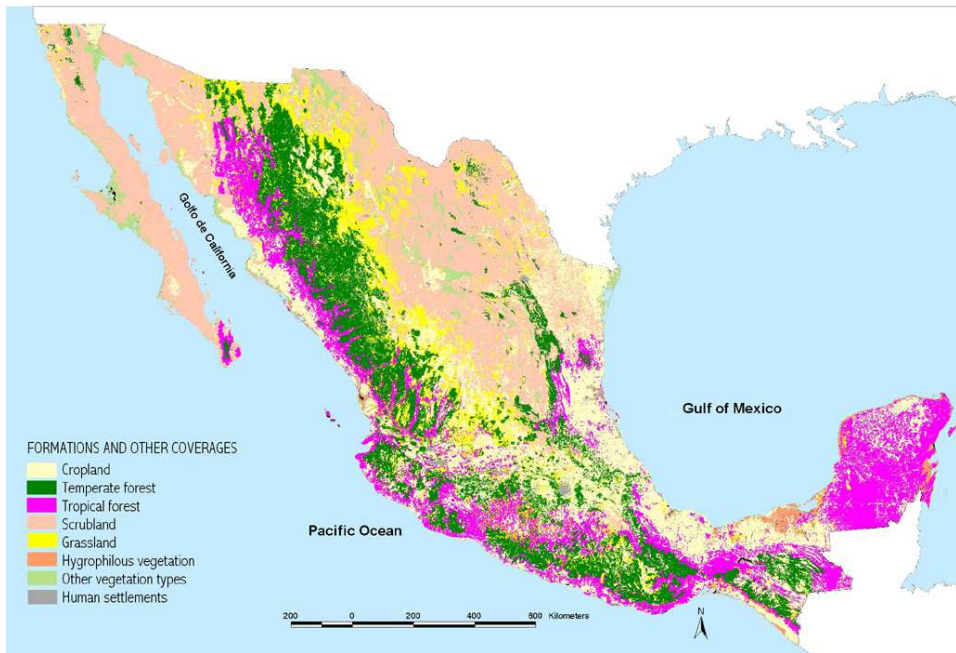 Golfo de California
Gulf of Mexico
FORMATIONS AND OTHER COVERAGES
Cropland
Temperate forest
Tropical forest
Scrubland
Grassland
Hygrophilous vegetation
Other vegetation types
Human settlements
Pacific Ocean
200 0 200 400 600 Kilometers
N